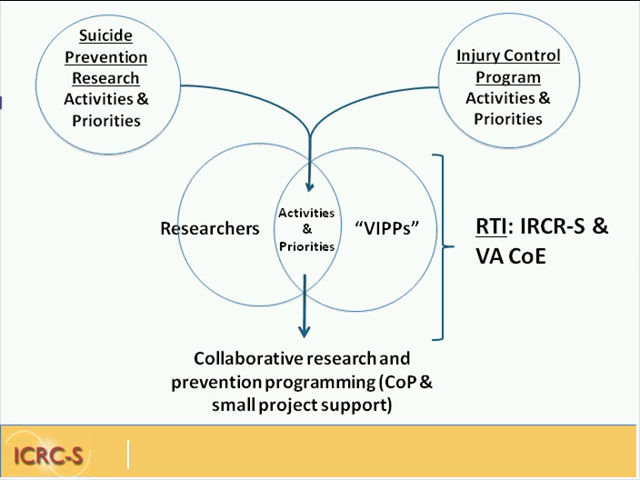 Suicide
Prevention
Research
Activities &
Priorities
Injury Control
Program
Activities &
Priorities
Researchers
Activities
&
Priorities
“VIPPs”
RTI: IRCR-S &
VA CoE
Collaborative research and
prevention programming (CoP &
small project support)
ICRC-S